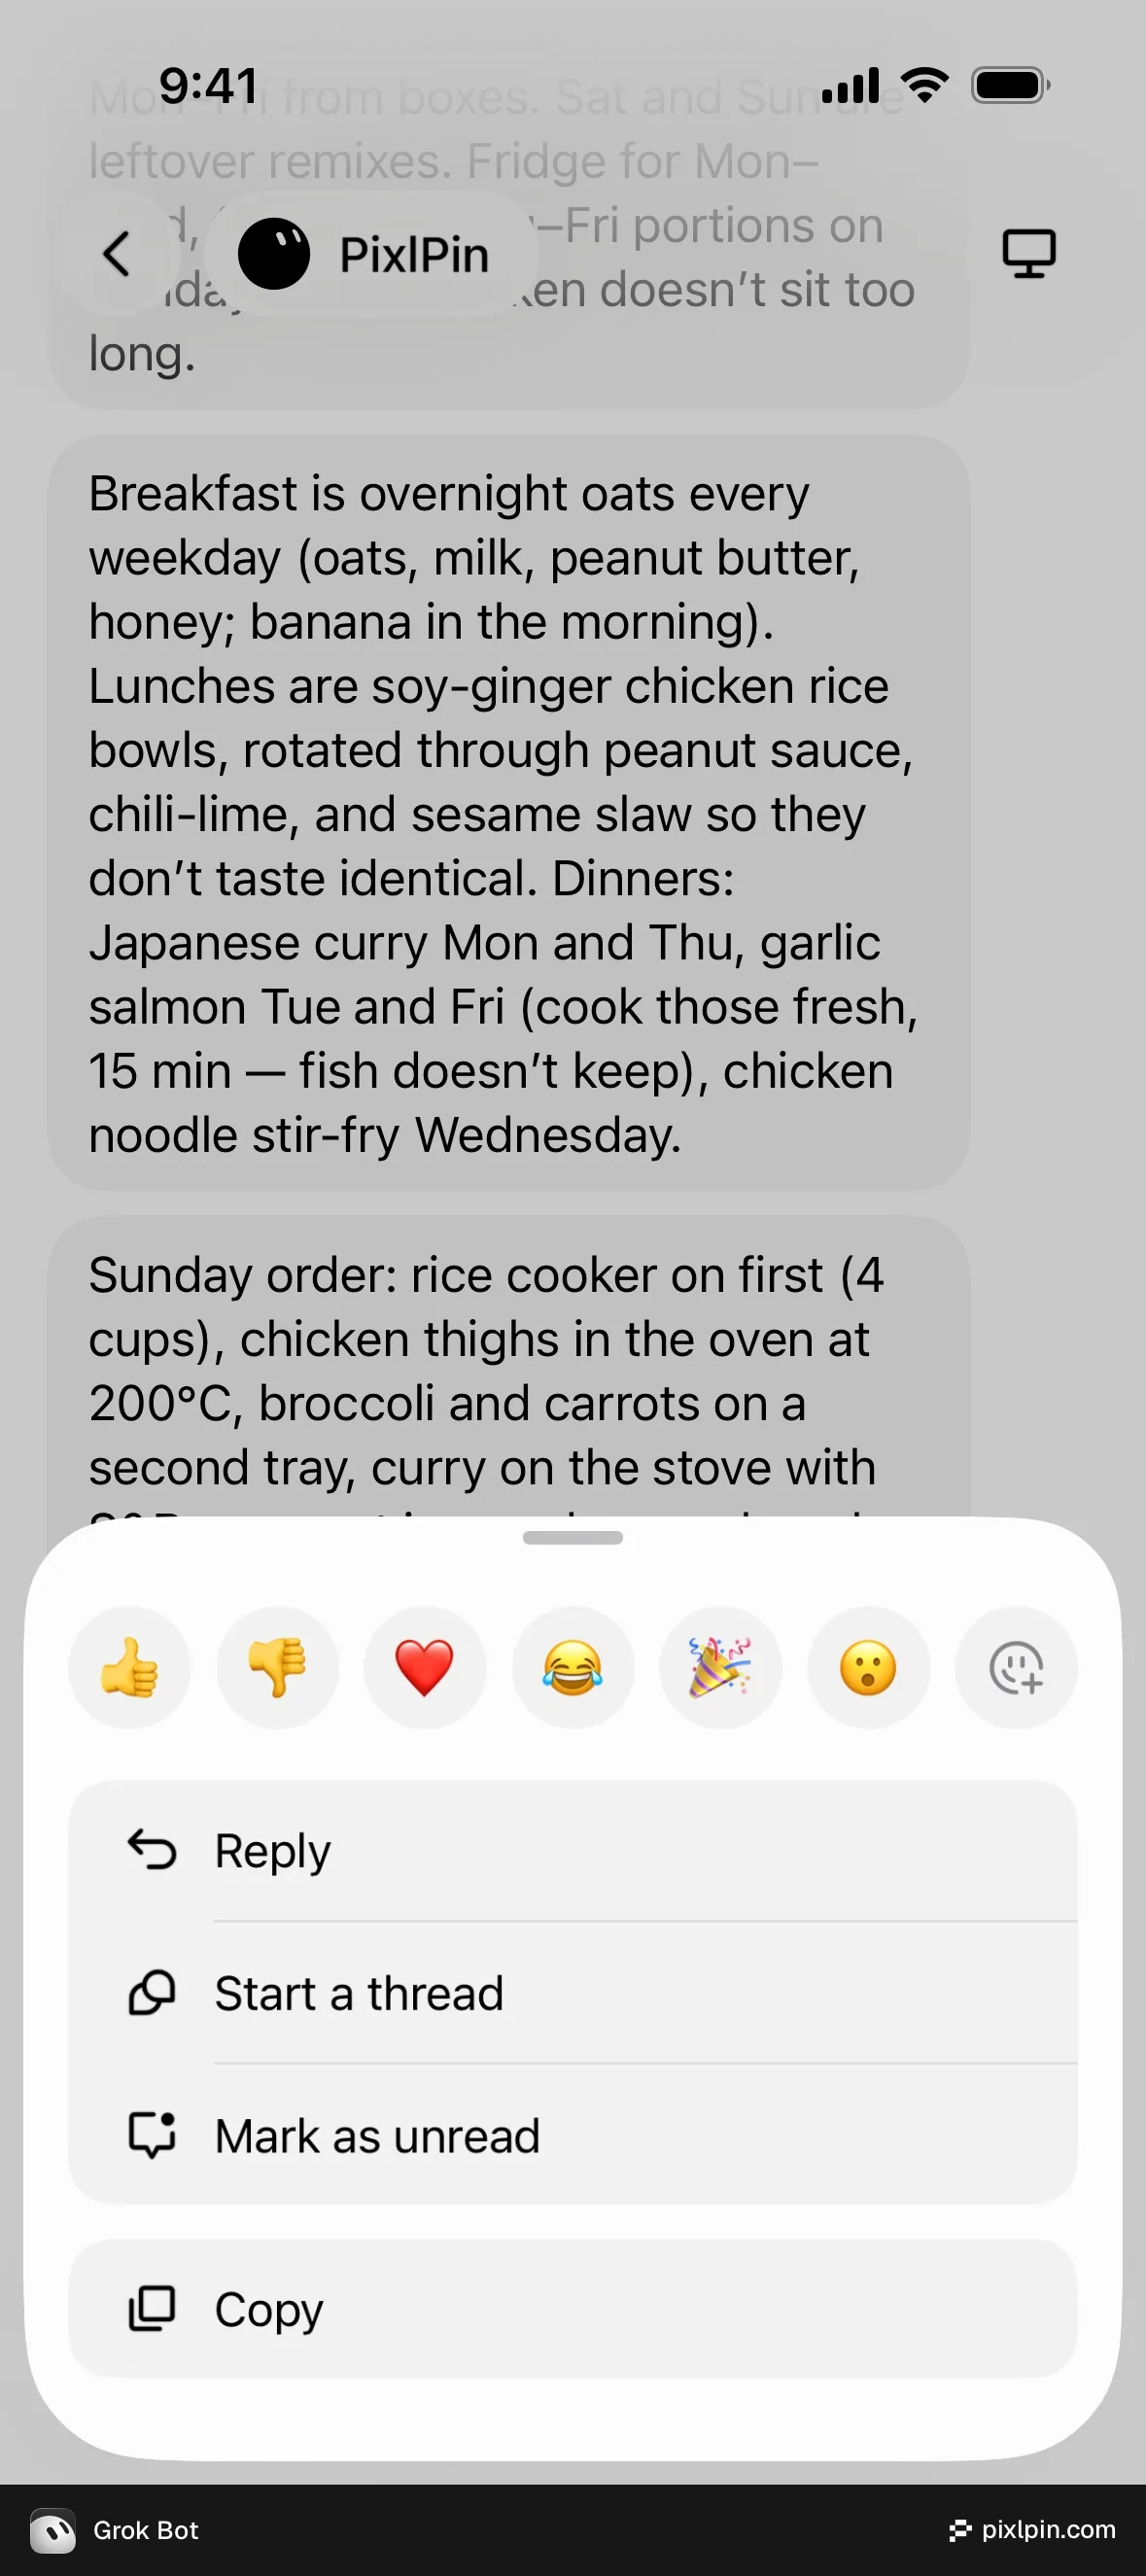 9:41
Mon–Fri from boxes. Sat and Sun are
leftover remixes. Fridge for Mon–
–Fri portions on
PixlPin
doesn’t sit too
long.
Breakfast is overnight oats every
weekday (oats, milk, peanut butter,
honey; banana in the morning).
Lunches are soy-ginger chicken rice
bowls, rotated through peanut sauce,
chili-lime, and sesame slaw so they
don’t taste identical. Dinners:
Japanese curry Mon and Thu, garlic
salmon Tue and Fri (cook those fresh,
15 min — fish doesn’t keep), chicken
noodle stir-fry Wednesday.
Sunday order: rice cooker on first (4
cups), chicken thighs in the oven at
200°C, broccoli and carrots on a
second tray, curry on the stove with
Reply
Start a thread
Mark as unread
Copy
Grok Bot
pixlpin.com